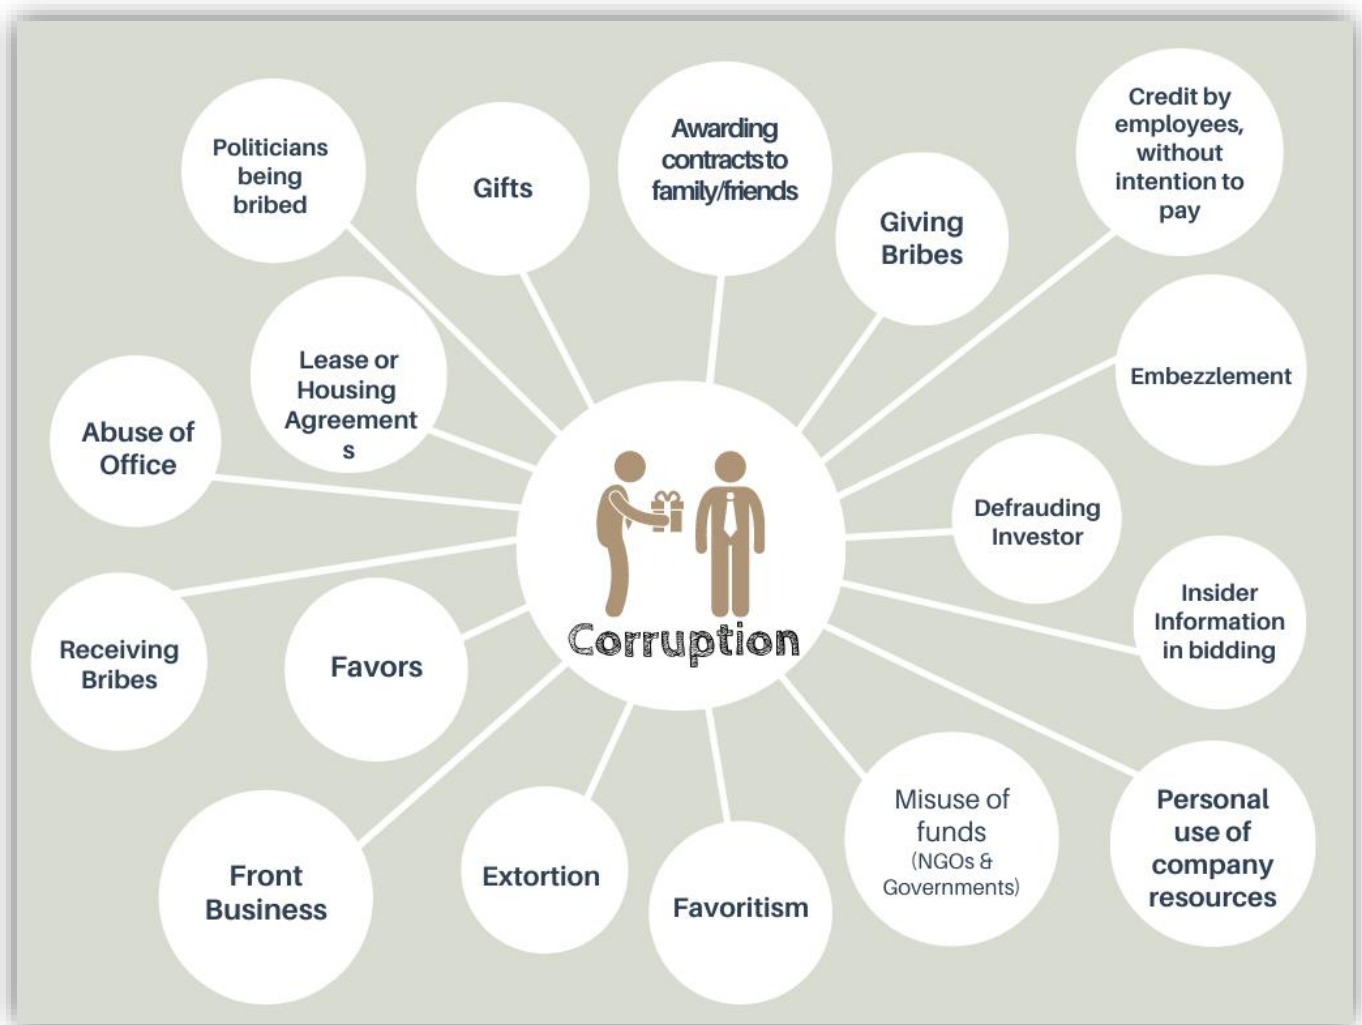 Politicians
being
bribed
Gifts
Awarding
contracts to
family/friends
Giving
Bribes
Credit by
employees,
without
intention to
pay
Lease or
Housing
Agreement
s
Embezzlement
Abuse of
Office
Defrauding
Investor
Insider
Information
in bidding
Corruption
Receiving
Bribes
Favors
Front
Business
Extortion
Favoritism
Misuse of
funds
(NGOs &
Governments)
Personal
use of
company
resources